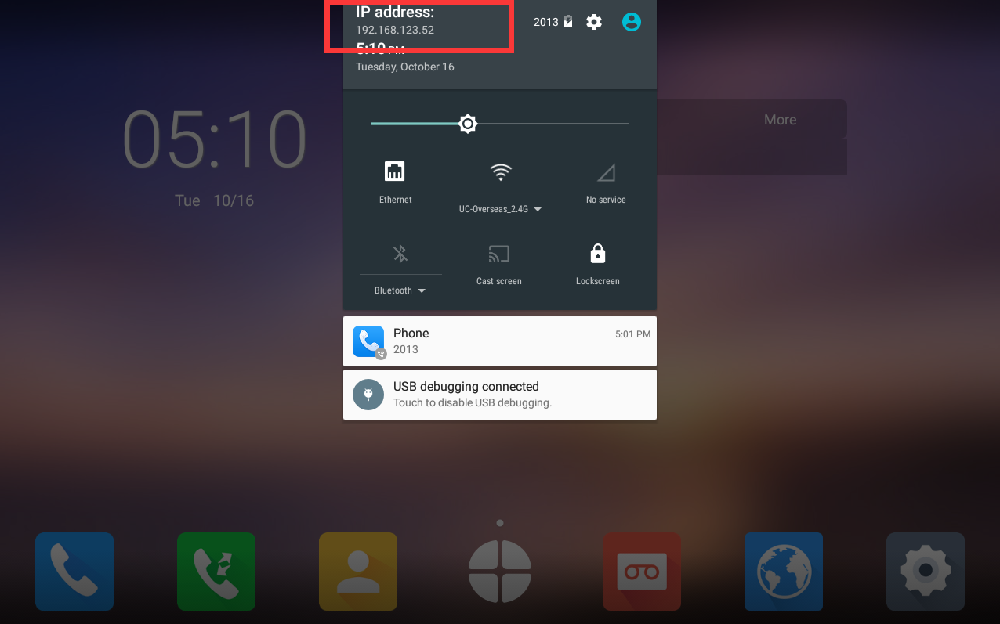 IP address:
192.168.123.52
2013
5:10 PM
Tuesday, October 16
05:10
Tue 10/16
More
Ethernet
UC-Overseas_2.4G
No service
Bluetooth
Cast screen
Lockscreen
Phone
5:01 PM
2013
USB debugging connected
Touch to disable USB debugging.